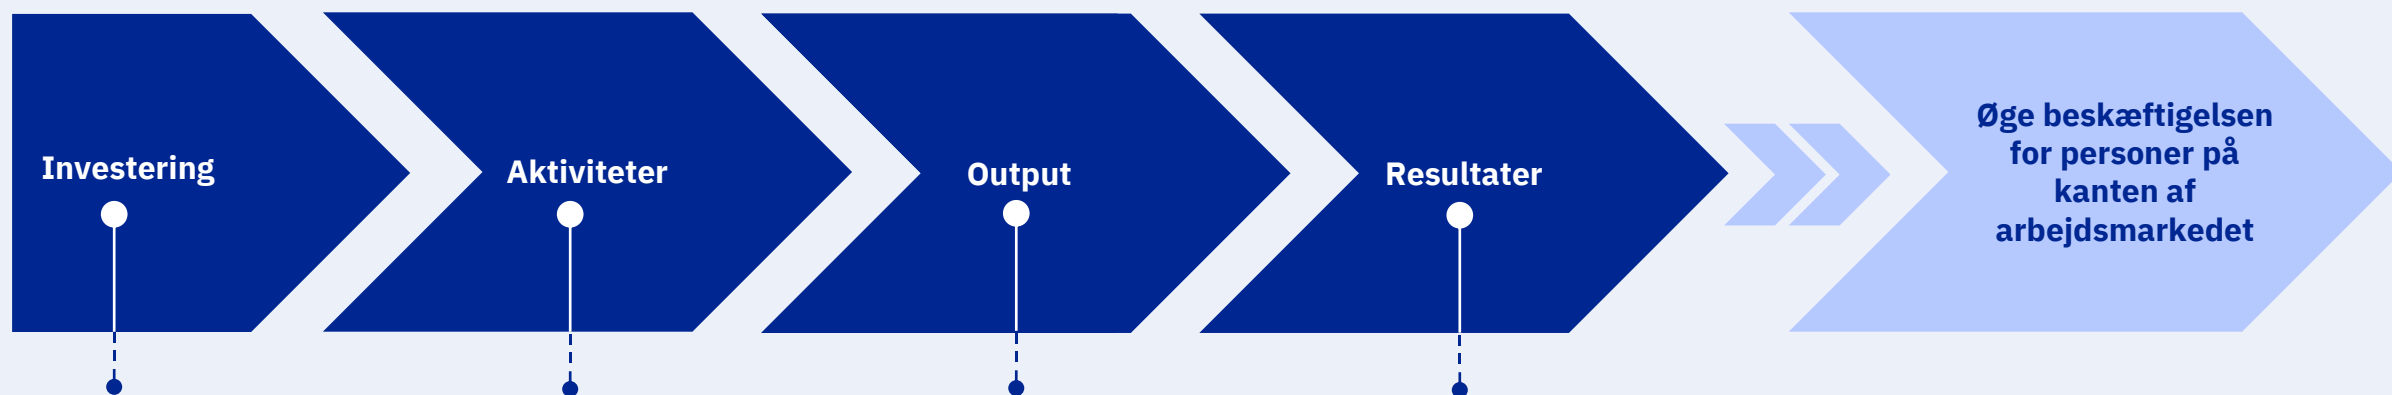 Investering
Aktiviteter
Output
Resultater
Øge beskæftigelsen
for personer på
kanten af
arbejdsmarkedet